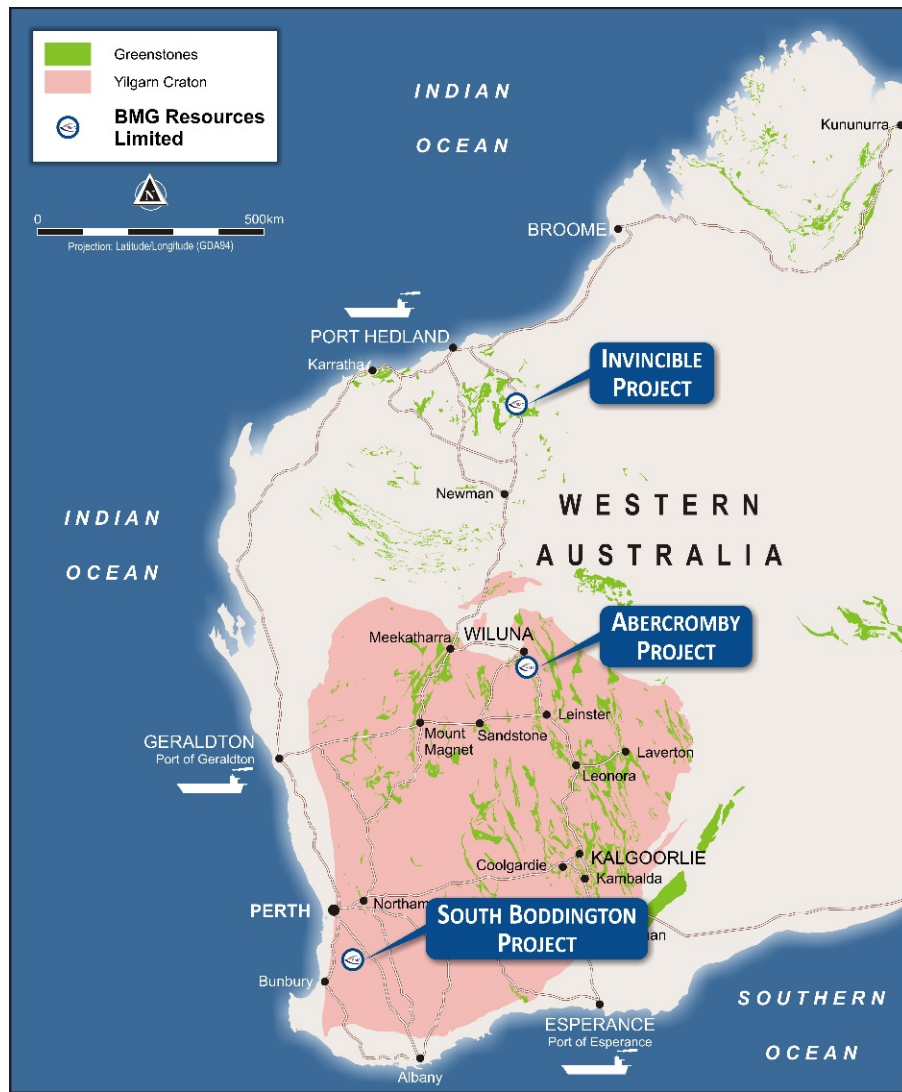 Greenstones
Yilgarn Craton
BMG Resources
Limited
N
0
500km
Projection: Latitude/Longitude (GDA94)
INDIAN
OCEAN
Kununurra
BROOME
PORT HEDLAND
Karratha
INVINCIBLE
PROJECT
Newman
WESTERN
AUSTRALIA
INDIAN
OCEAN
Meekatharra
WILUNA
ABERCROMBY
PROJECT
Leinster
Mount
Magnet
Sandstone
Laverton
GERALDTON
Port of Geraldton
Leonora
KALGOORLIE
Coolgardie
Kambalda
PERTH
Northam
SOUTH BODDINGTON
PROJECT
Bunbury
SOUTHERN
OCEAN
ESPERANCE
Port of Esperance
Albany